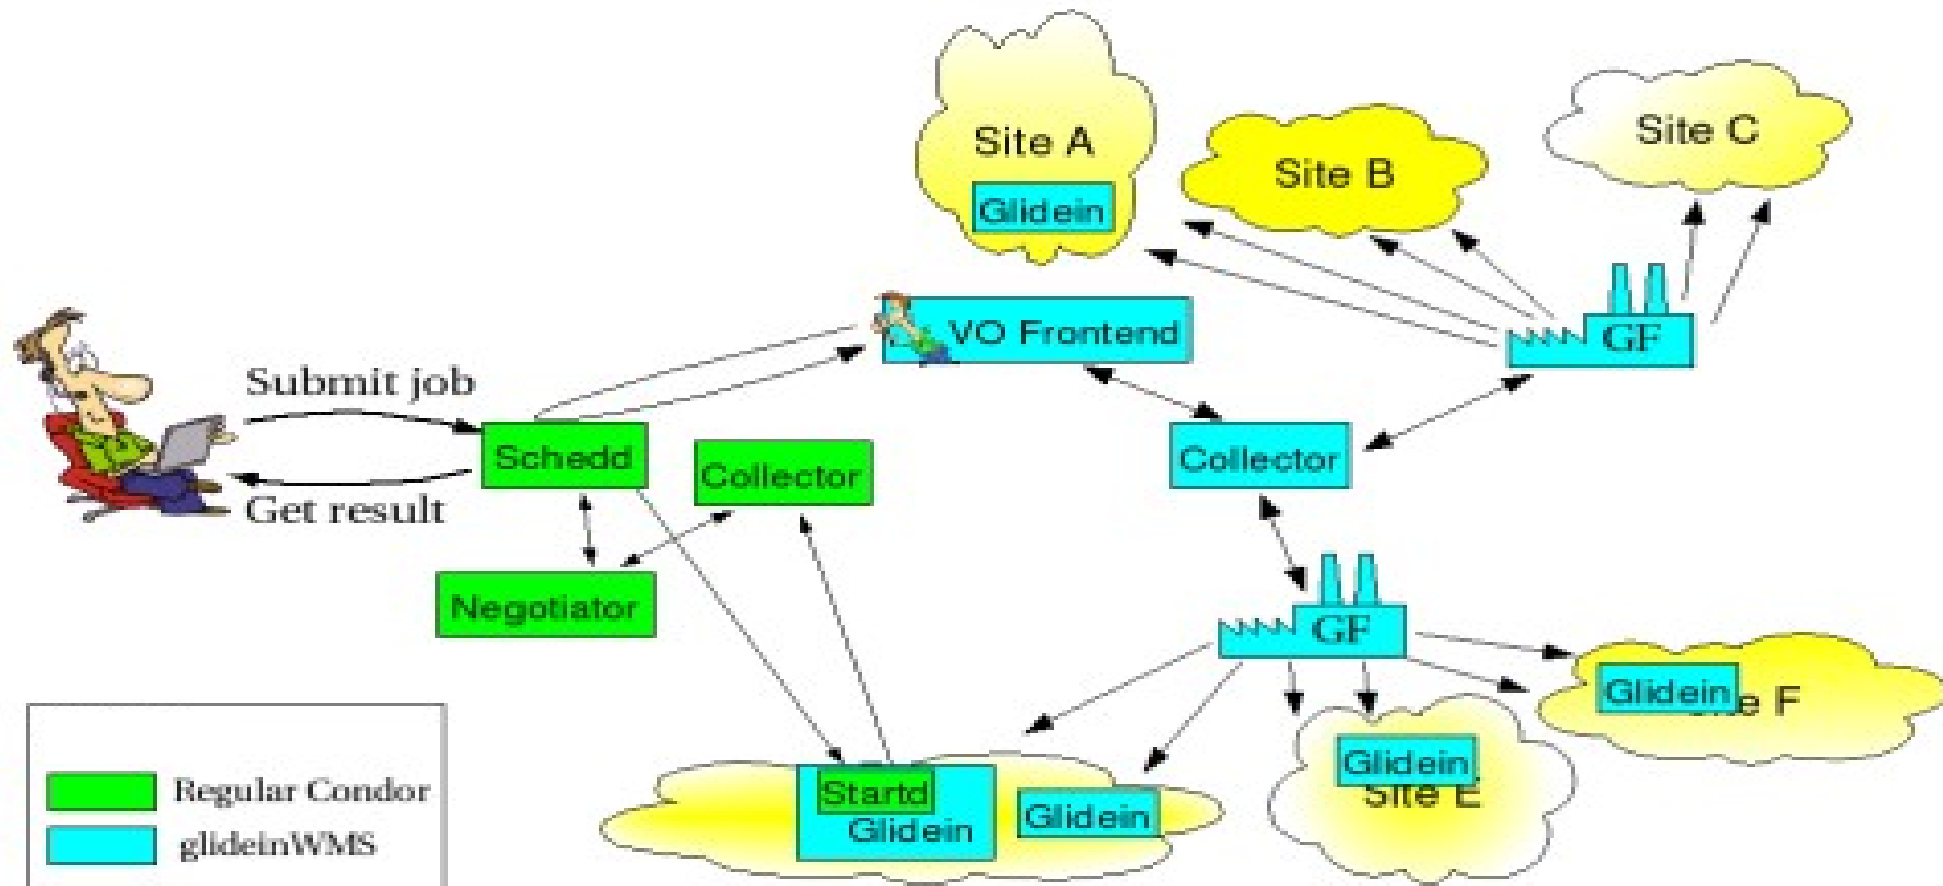 Site A
Glidein
Site B
Site C
VO Frontend
GF
Submit job
Schedd
Collector
Collector
Get result
Negotiator
GF
Glidein
Site F
Glidein
Site E
Startd
Glidein
Glidein
Regular Condor
glideinWMS